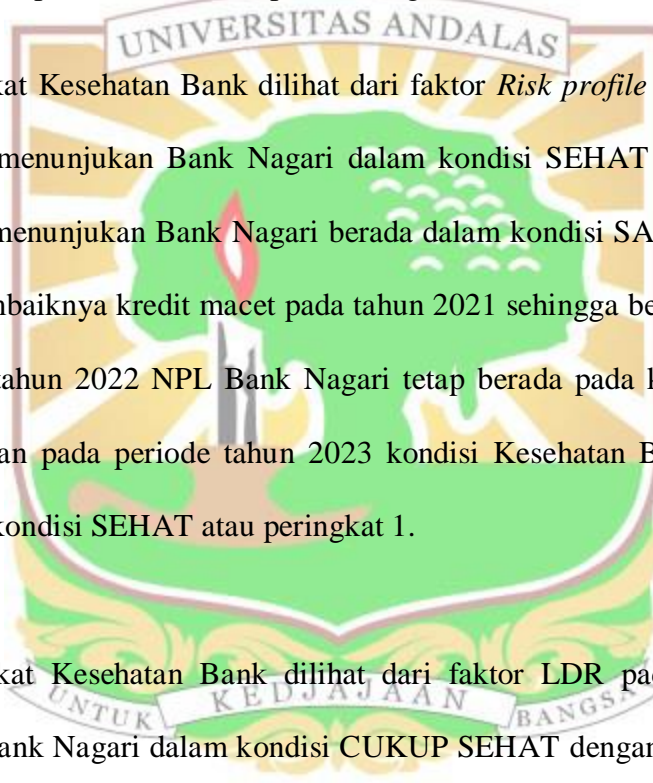 UNIVERSITAS ANDALAS
kat Kesehatan Bank dilihat dari faktor Risk profile
menunjukan Bank Nagari dalam kondisi SEHAT
menunjukan Bank Nagari berada dalam kondisi SA
nbaiknya kredit macet pada tahun 2021 sehingga be
tahun 2022 NPL Bank Nagari tetap berada pada k
an pada periode tahun 2023 kondisi Kesehatan B
kondisi SEHAT atau peringkat 1.
kat Kesehatan Bank dilihat dari faktor LDR pa
UNTUK KEDJAJAAN BANGSA
ank Nagari dalam kondisi CUKUP SEHAT dengan